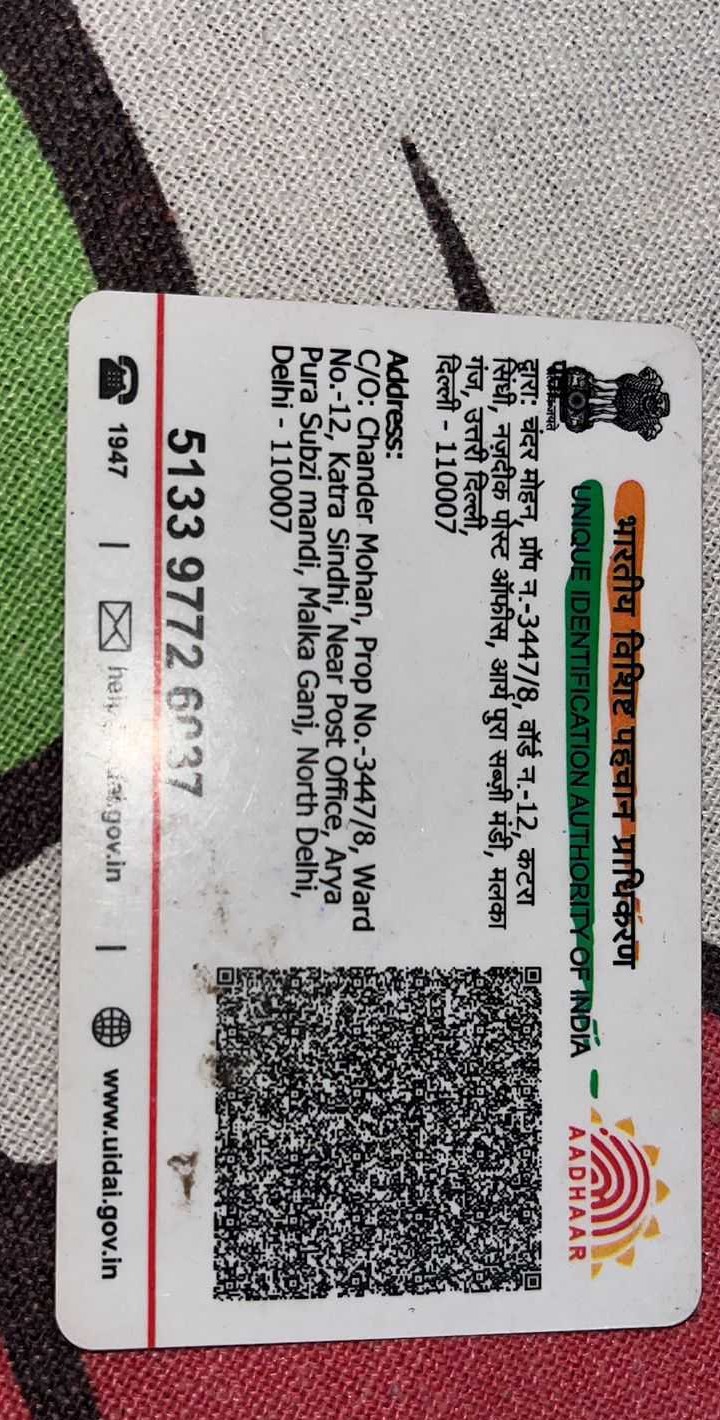 भारतीय विशिष्ट पहचान प्राधिकरण
UNIQUE IDENTIFICATION AUTHORITY OF INDIA
AADHAAR
द्वारा: चंदर मोहन, प्रॉप न.-3447/8, वॉर्ड न.-12, कटरा
सिंधी, नज़दीक पोस्ट ऑफीस, आर्य पुरा सब्ज़ी मंडी, मलका
गंज, उत्तरी दिल्ली,
दिल्ली - 110007
Address:
C/O: Chander Mohan, Prop No.-3447/8, Ward
No.-12, Katra Sindhi, Near Post Office, Arya
Pura Subzi mandi, Malka Ganj, North Delhi,
Delhi - 110007
5133 9772
1947 | | www.uidai.gov.in